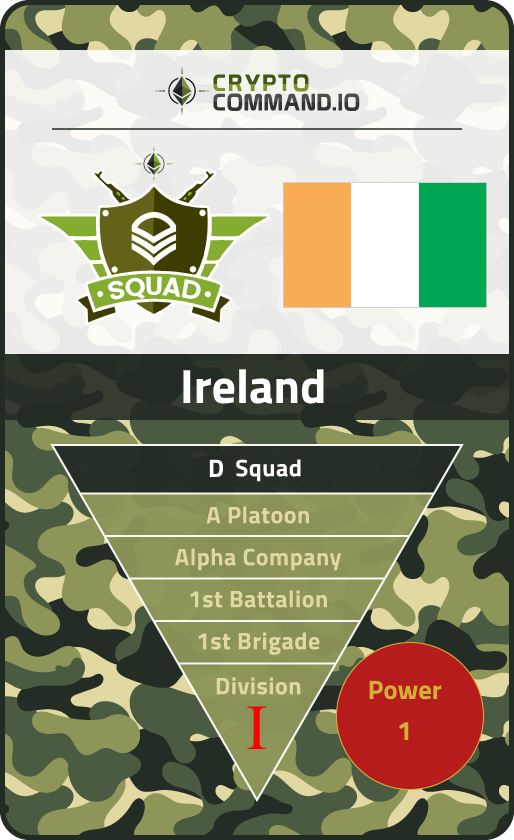 CRYPTO
COMMAND.IO
SQUAD
Ireland
D Squad
A Platoon
Alpha Company
1st Battalion
1st Brigade
Division
I
Power
1